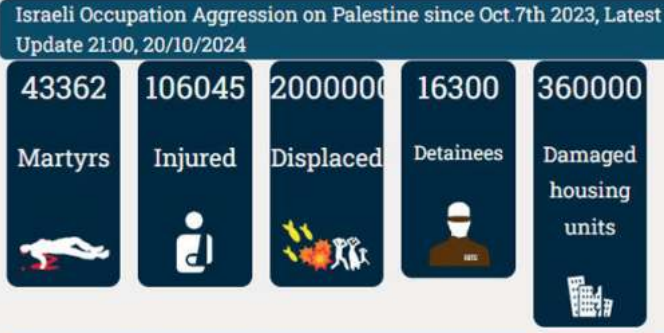 Israeli Occupation Aggression on Palestine since Oct.7th 2023, Latest
Update 21:00, 20/10/2024
43362
Martyrs
106045
Injured
2000000
Displaced
16300
Detainees
360000
Damaged
housing
units